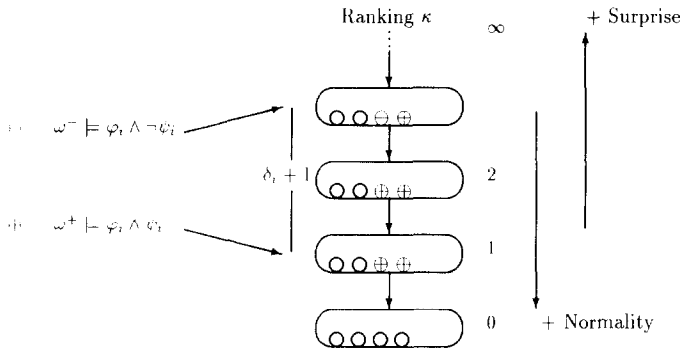 Ranking κ
∞
+ Surprise
⊖ ω⁻ ⊨ φᵢ ∧ ¬ψᵢ
δᵢ + 1
2
⊕ ω⁺ ⊨ φᵢ ∧ ψᵢ
1
0
+ Normality